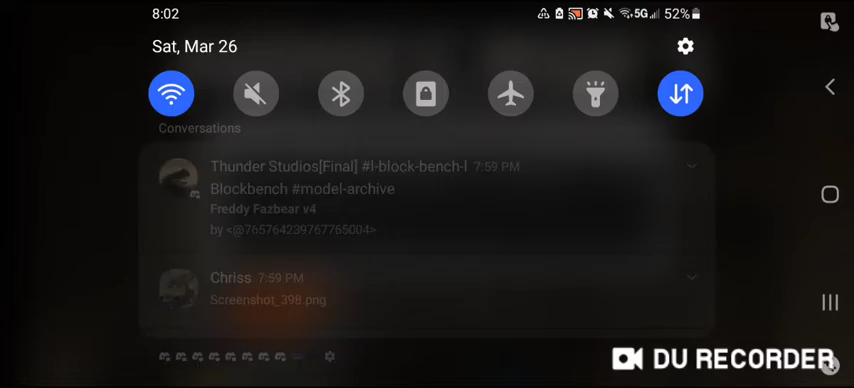 8:02
5G 52%
Sat, Mar 26
Conversations
Thunder Studios[Final] #l-block-bench-l 7:59 PM
Blockbench #model-archive
Freddy Fazbear v4
by <@765764239767765004>
Chriss 7:59 PM
Screenshot_398.png
DU RECORDER